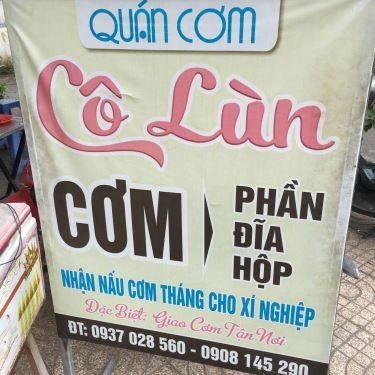 QUÁN CƠM
Cô Lùn
CƠM
PHẦN
ĐĨA
HỘP
NHẬN NẤU CƠM THÁNG CHO XÍ NGHIỆP
Đặc Biệt: Giao Cơm Tân Nơi
ĐT: 0937 028 560 - 0908 145 290